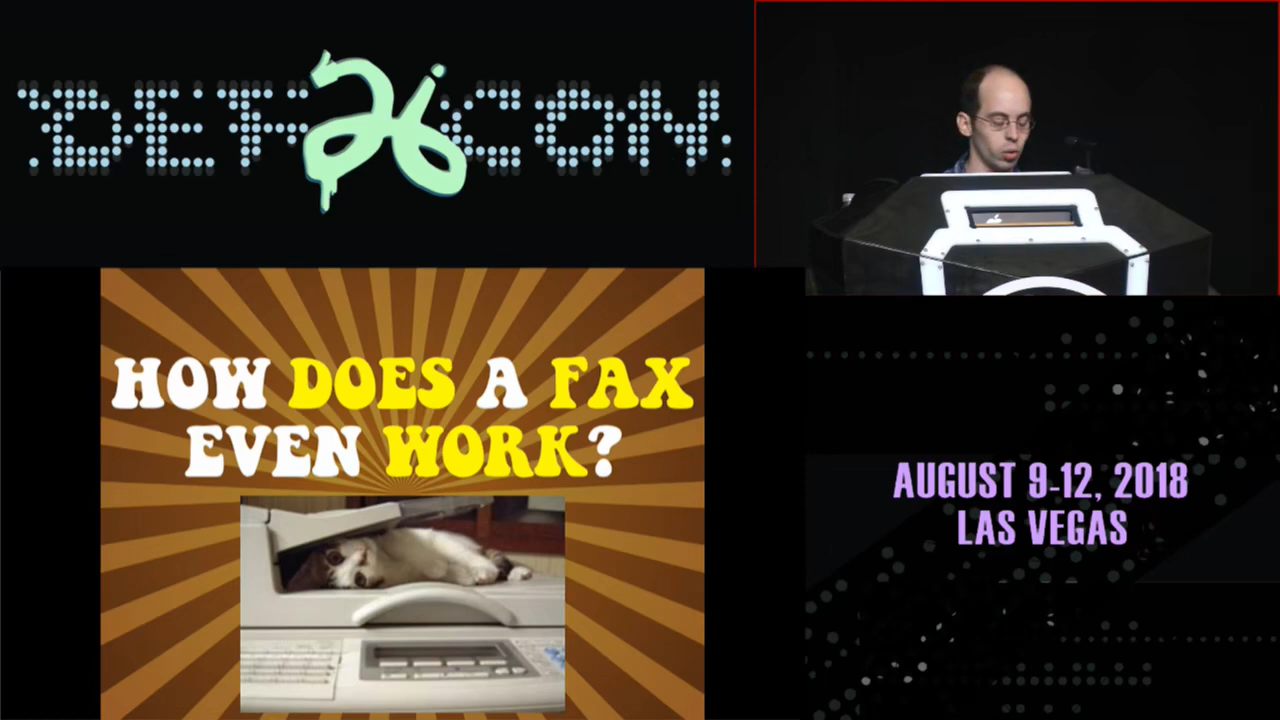 DEF 26 CON
HOW DOES A FAX
EVEN WORK?
AUGUST 9-12, 2018
LAS VEGAS